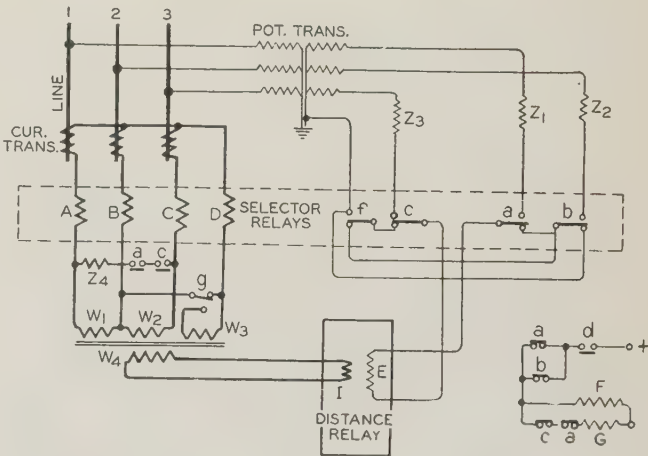 1 2 3
POT. TRANS.
LINE
CUR.
TRANS.
Z3 Z1 Z2
A B C D
SELECTOR
RELAYS
f c a b
Z4 a c
g
W1 W2 W3
W4
I E
DISTANCE
RELAY
a d +
b
F
c a G